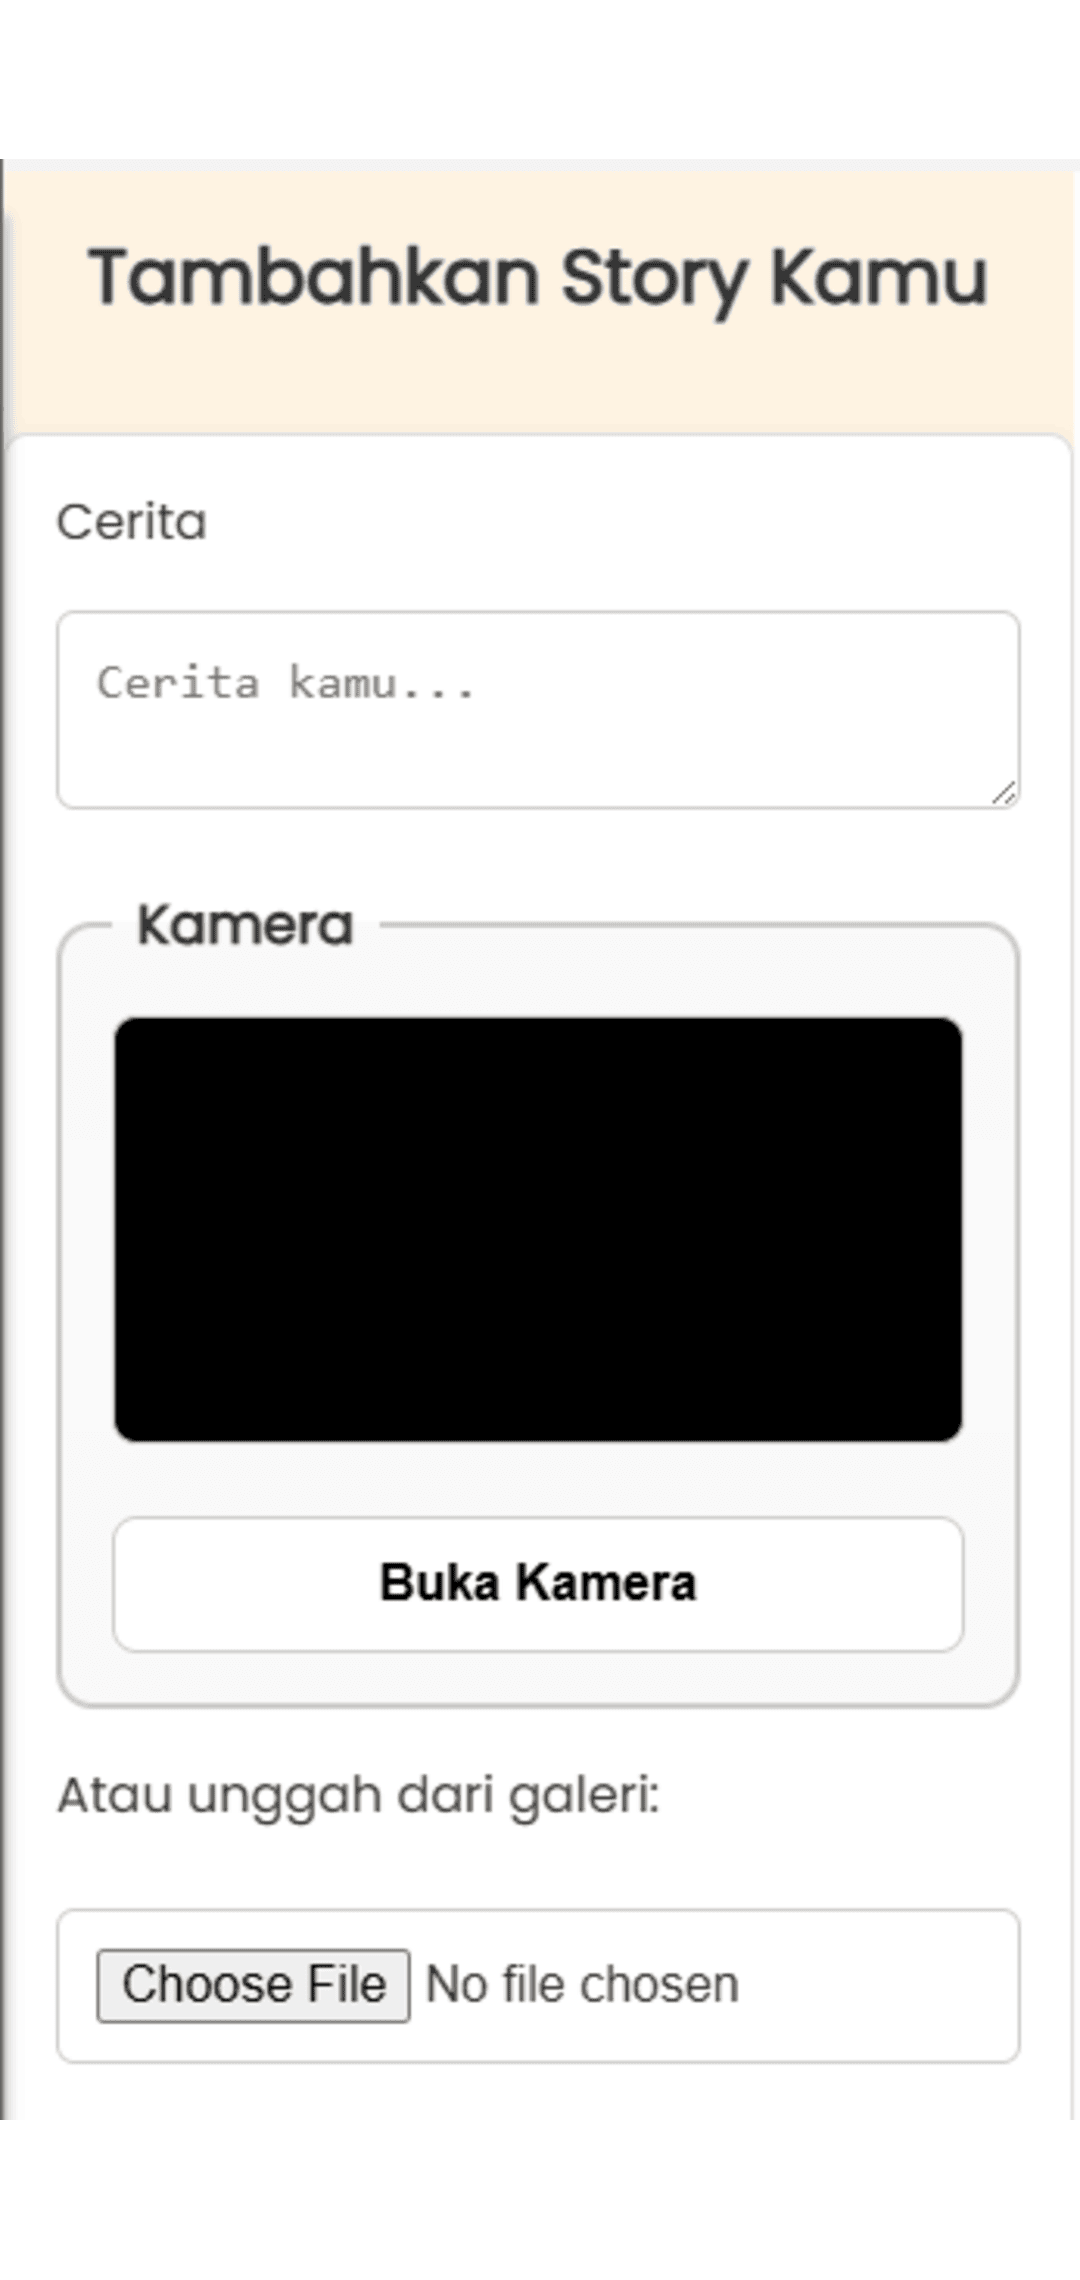 Tambahkan Story Kamu
Cerita
Cerita kamu...
Kamera
Buka Kamera
Atau unggah dari galeri:
Choose File No file chosen